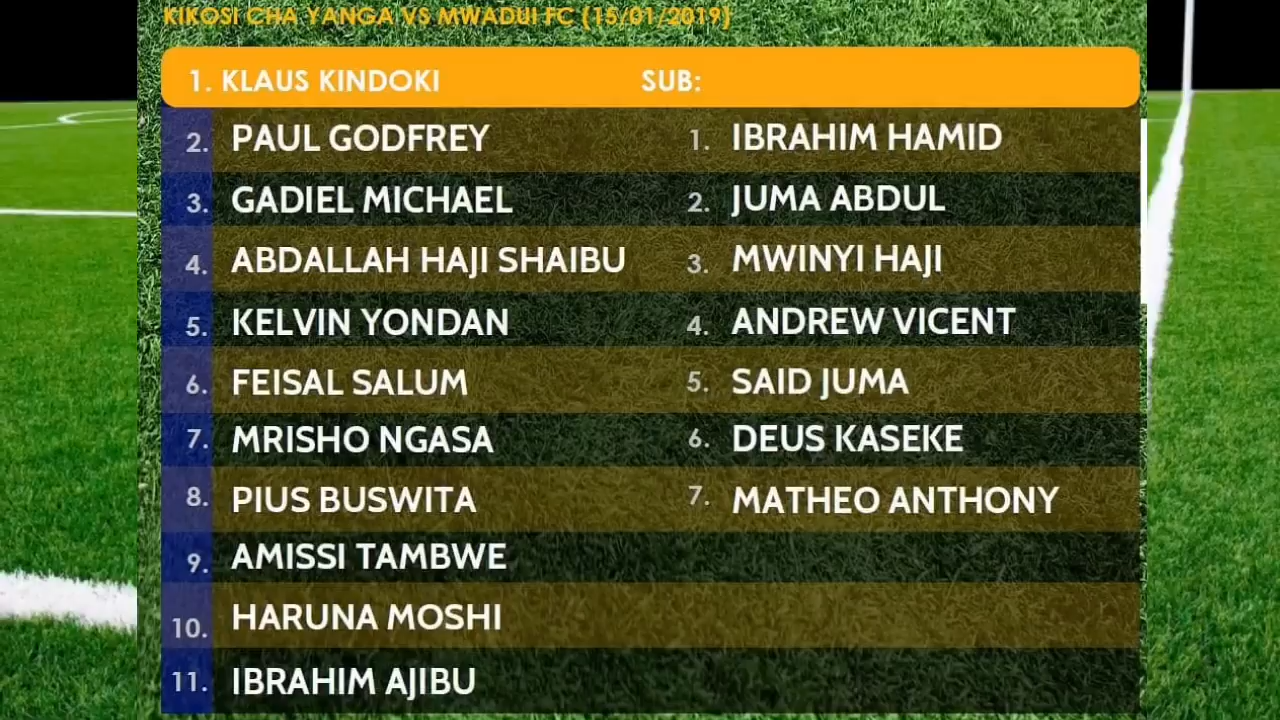 KIKOSI CHA YANGA VS MWADUI FC (15/01/2019)
1. KLAUS KINDOKI
2. PAUL GODFREY
3. GADIEL MICHAEL
4. ABDALLAH HAJI SHAIBU
5. KELVIN YONDAN
6. FEISAL SALUM
7. MRISHO NGASA
8. PIUS BUSWITA
9. AMISSI TAMBWE
10. HARUNA MOSHI
11. IBRAHIM AJIBU
SUB:
1. IBRAHIM HAMID
2. JUMA ABDUL
3. MWINYI HAJI
4. ANDREW VICENT
5. SAID JUMA
6. DEUS KASEKE
7. MATHEO ANTHONY